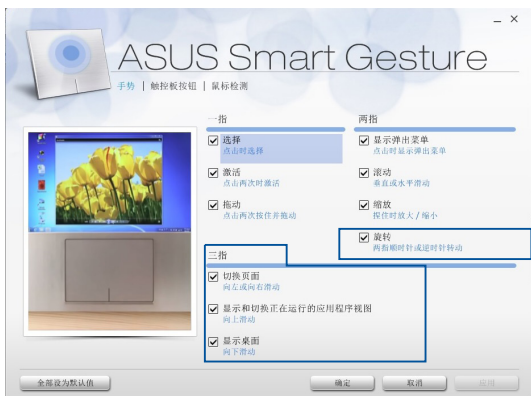 ASUS Smart Gesture
手势 | 触控板按钮 | 鼠标检测
一指
选择
点击时选择
激活
点击两次时激活
拖动
点击两次按住并拖动
两指
显示弹出菜单
点击时显示弹出菜单
滚动
垂直或水平滑动
缩放
捏住时放大 / 缩小
旋转
两指顺时针或逆时针转动
三指
切换页面
向左或向右滑动
显示和切换正在运行的应用程序视图
向上滑动
显示桌面
向下滑动
全部设为默认值
确定
取消
应用